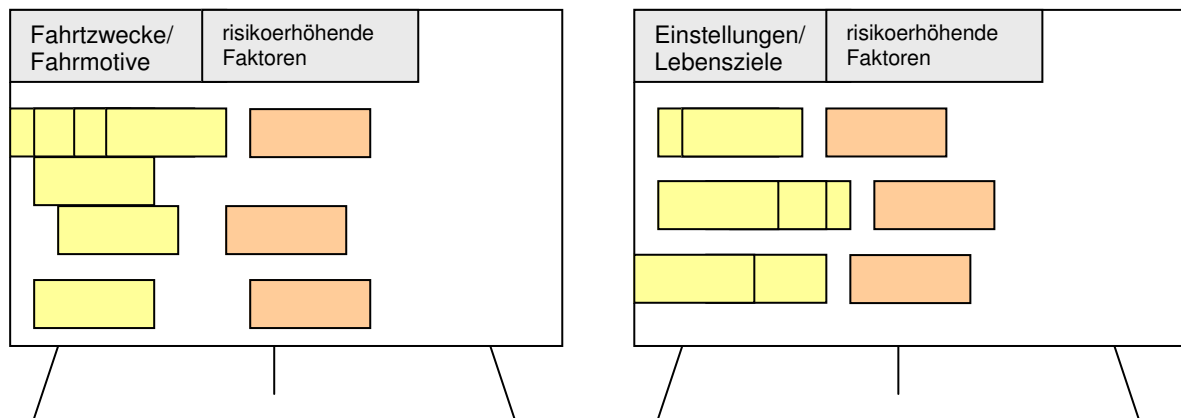 Fahrtzwecke/
Fahrmotive
risikoerhöhende
Faktoren
Einstellungen/
Lebensziele
risikoerhöhende
Faktoren